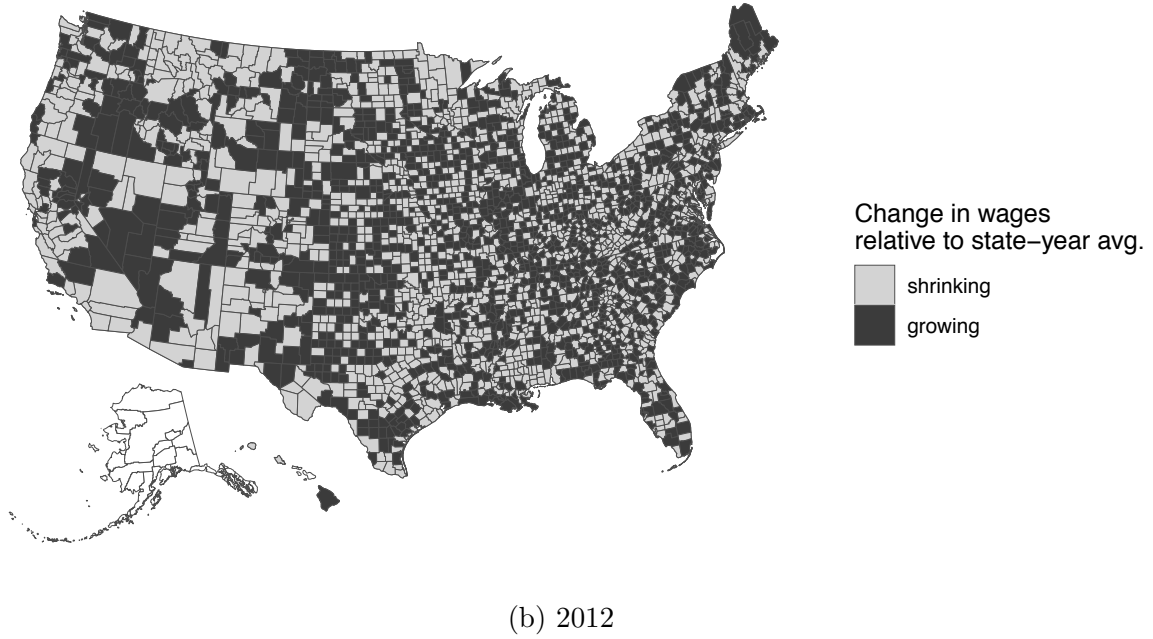 Change in wages
relative to state−year avg.
shrinking
growing
(b) 2012